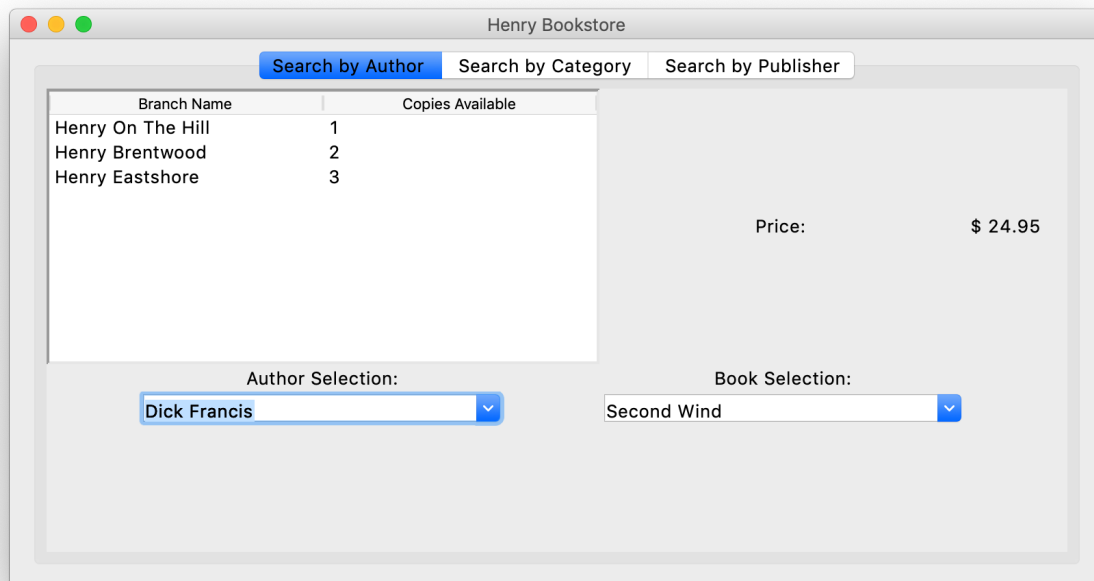 Henry Bookstore
Search by Author Search by Category Search by Publisher
Branch Name Copies Available
Henry On The Hill 1
Henry Brentwood 2
Henry Eastshore 3
Price: $ 24.95
Author Selection: Book Selection:
Dick Francis Second Wind